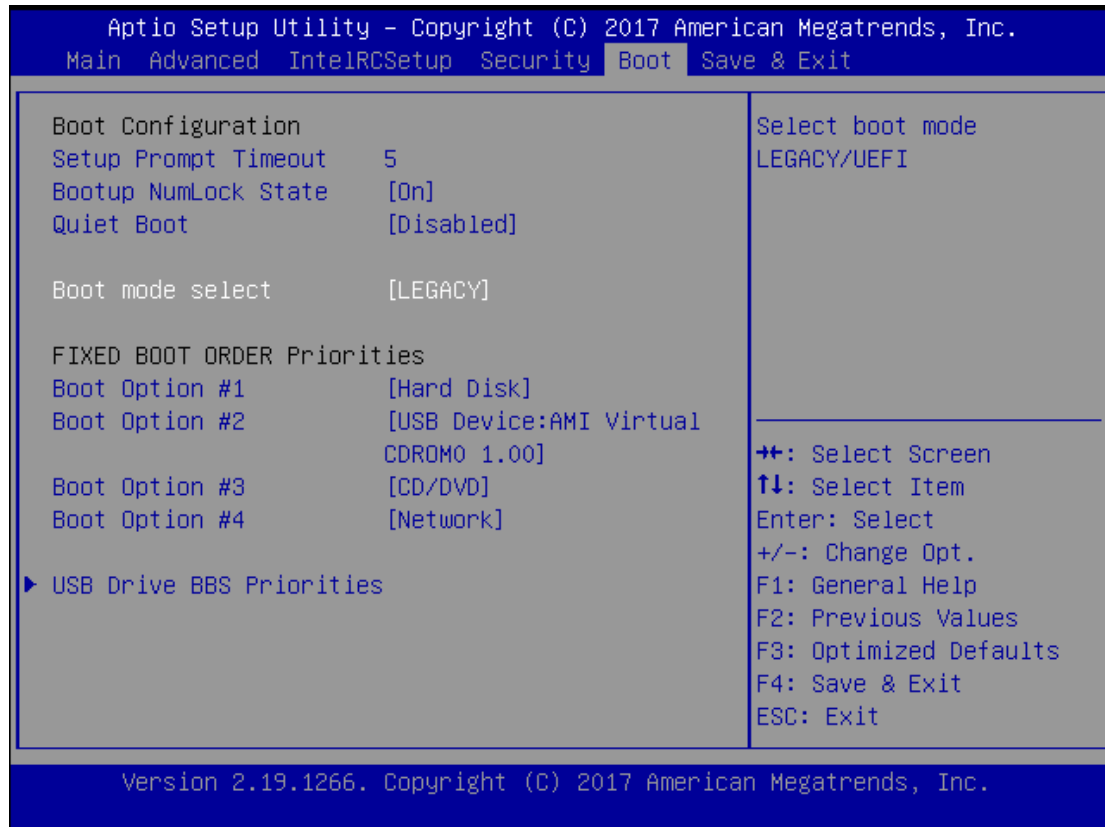 Aptio Setup Utility – Copyright (C) 2017 American Megatrends, Inc.
Main Advanced IntelRCSetup Security Boot Save & Exit
Boot Configuration
Setup Prompt Timeout 5
Bootup NumLock State [On]
Quiet Boot [Disabled]
Boot mode select [LEGACY]
FIXED BOOT ORDER Priorities
Boot Option #1 [Hard Disk]
Boot Option #2 [USB Device:AMI Virtual
CDROM0 1.00]
Boot Option #3 [CD/DVD]
Boot Option #4 [Network]
USB Drive BBS Priorities
Select boot mode
LEGACY/UEFI
→←: Select Screen
↑↓: Select Item
Enter: Select
+/-: Change Opt.
F1: General Help
F2: Previous Values
F3: Optimized Defaults
F4: Save & Exit
ESC: Exit
Version 2.19.1266. Copyright (C) 2017 American Megatrends, Inc.